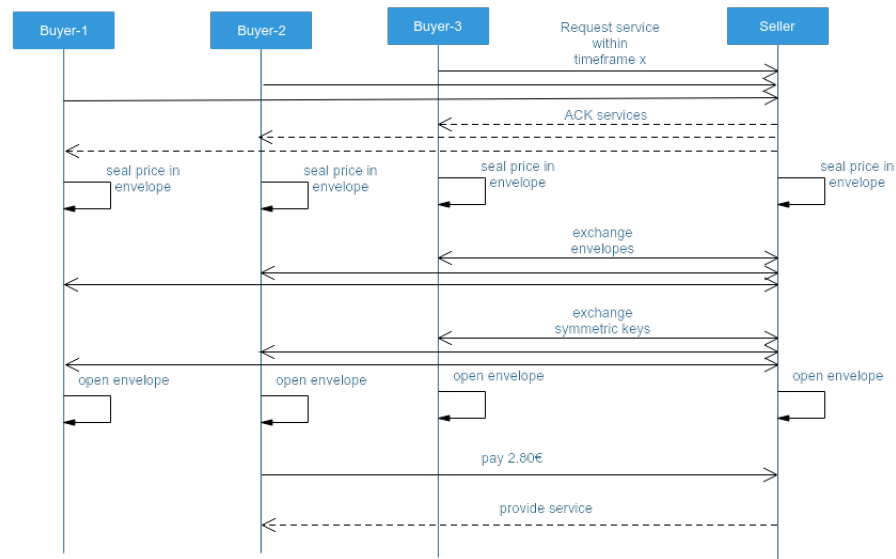 Buyer-1
Buyer-2
Buyer-3
Seller
Request service
within
timeframe x
ACK services
seal price in
envelope
seal price in
envelope
seal price in
envelope
seal price in
envelope
exchange
envelopes
exchange
symmetric keys
open envelope
open envelope
open envelope
open envelope
pay 2.80€
provide service